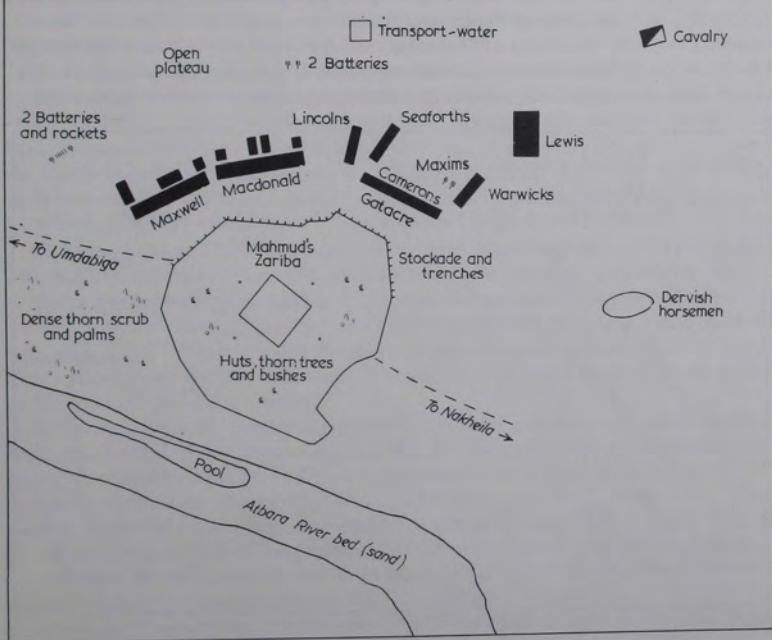 Transport-water
Cavalry
Open
plateau
2 Batteries
2 Batteries
and rockets
Lincolns
Seaforths
Lewis
Maxims
Macdonald
Camerons
Warwicks
Maxwell
Gatacre
To Umdabiga
Mahmud's
Zariba
Stockade and
trenches
Dervish
horsemen
Dense thorn scrub
and palms
Huts, thorn trees
and bushes
To Nakheila
Pool
Atbara River bed (sand)